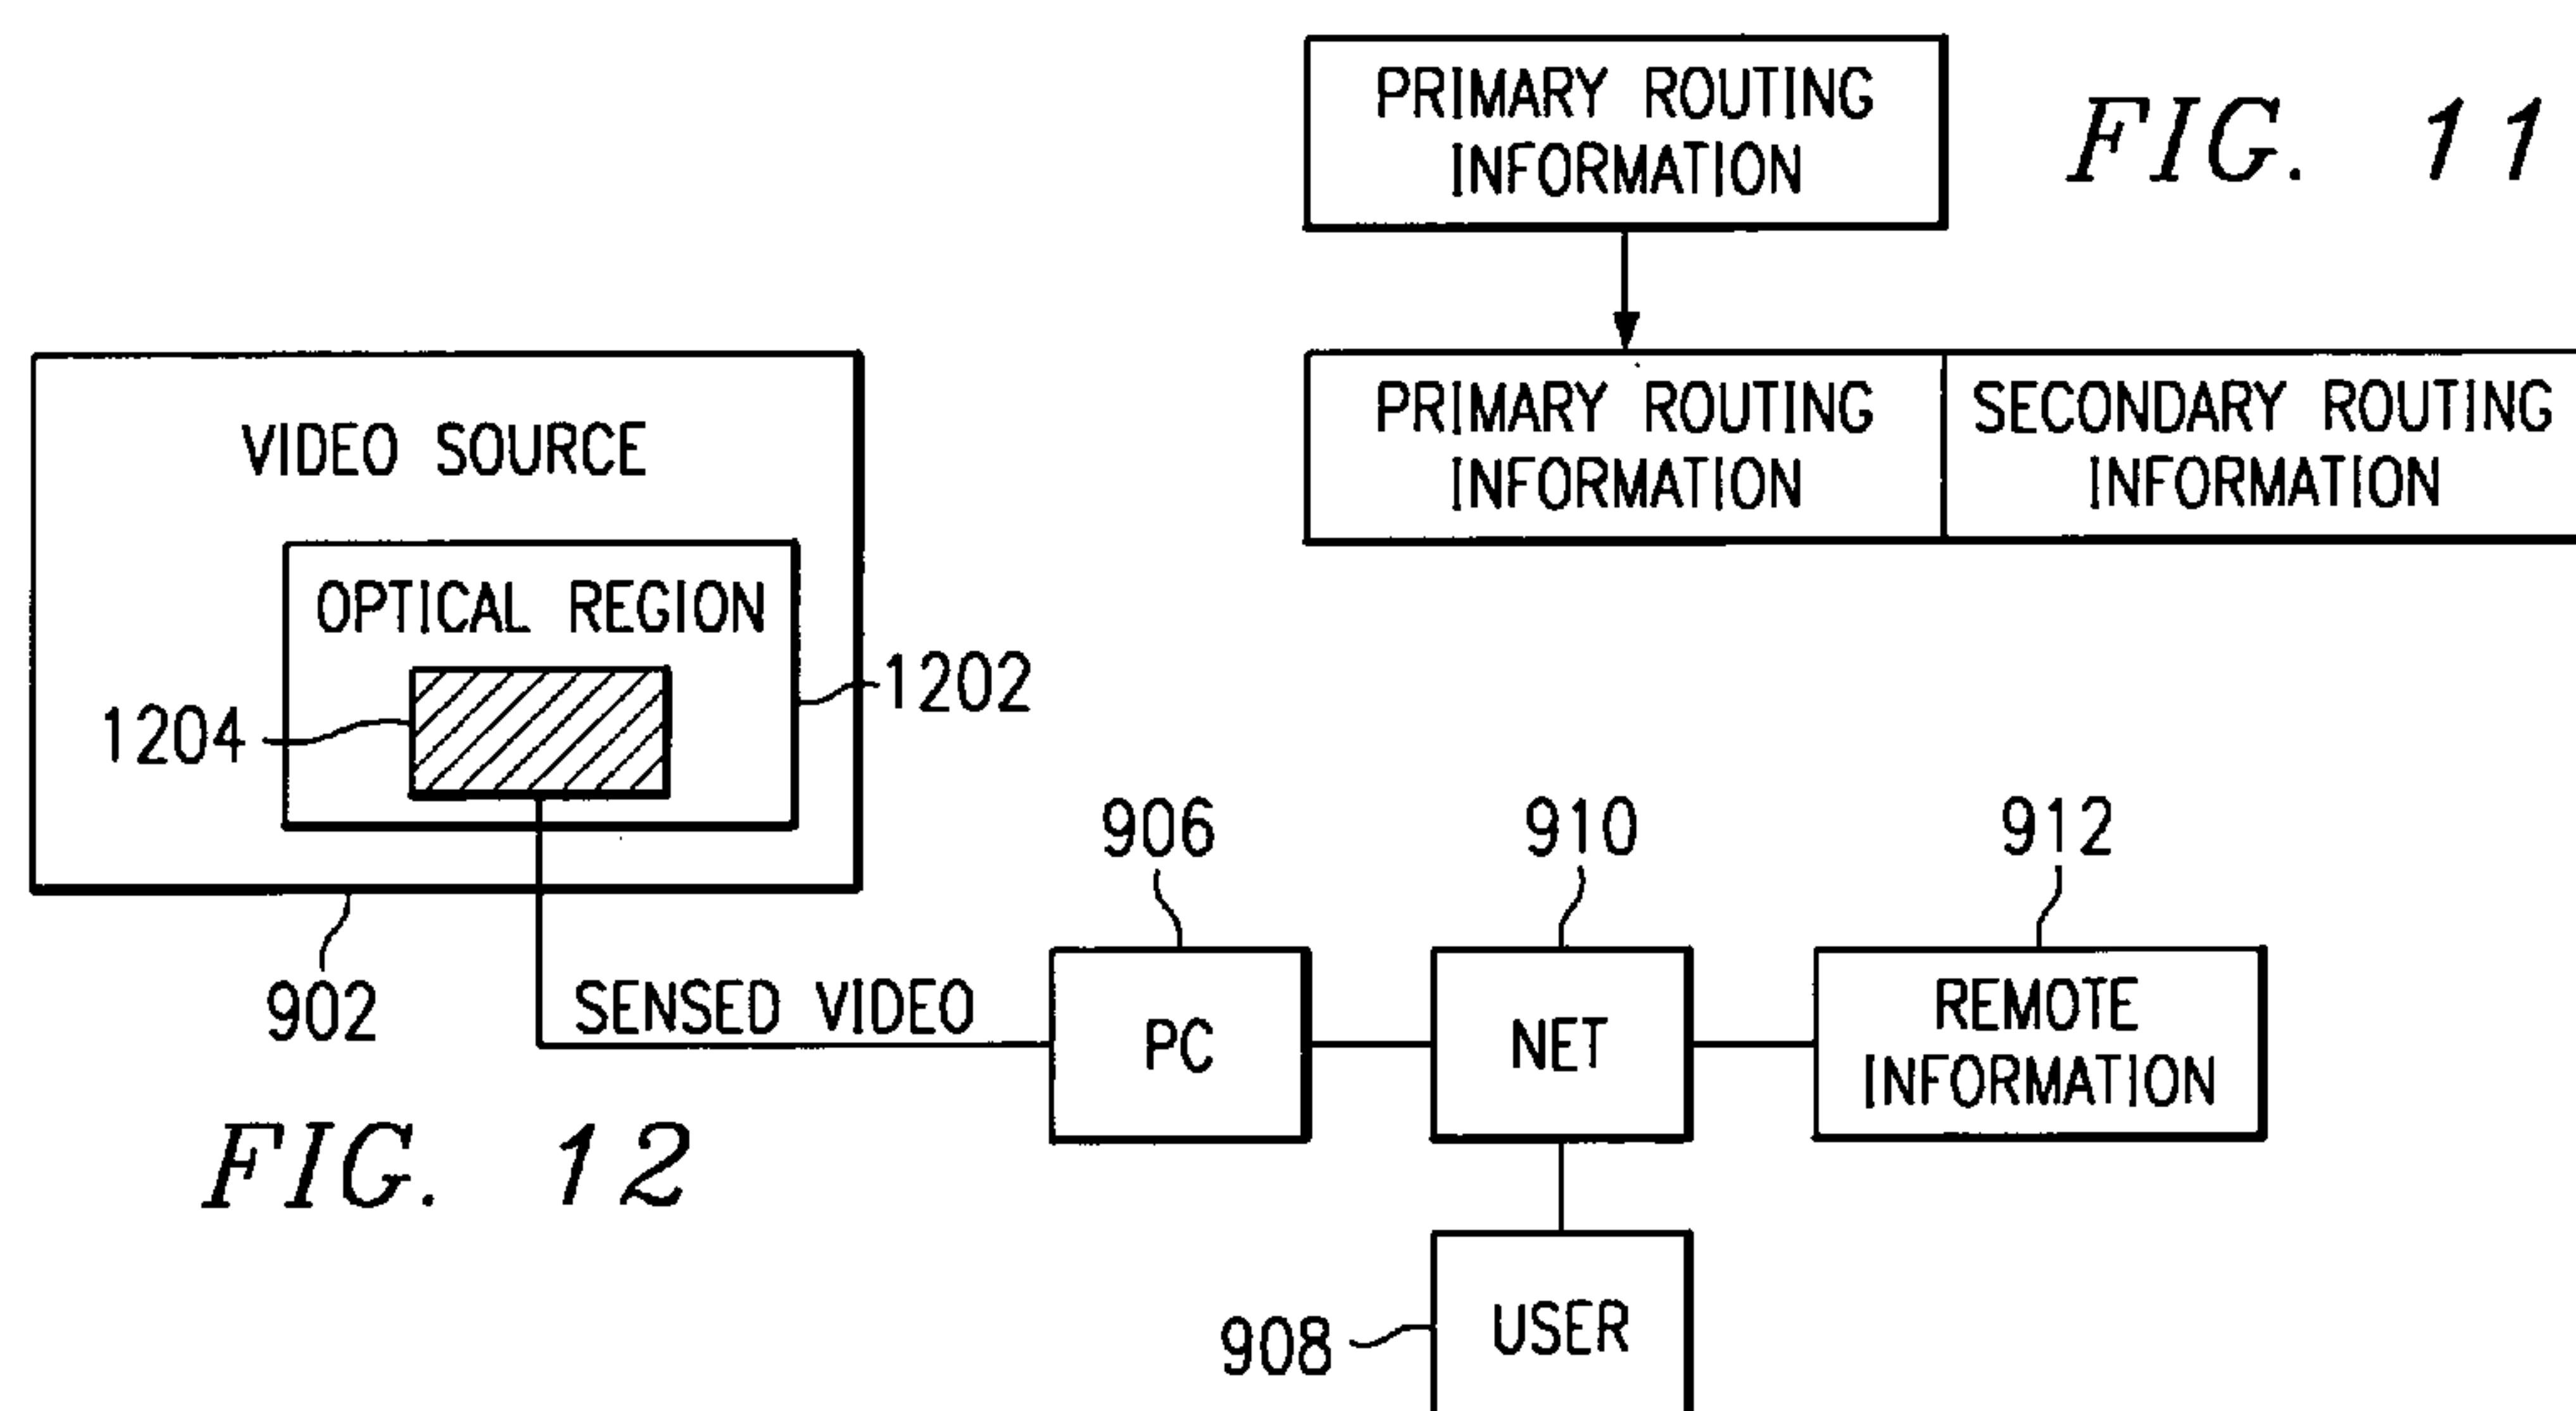 PRIMARY ROUTING
INFORMATION
FIG. 11
PRIMARY ROUTING
INFORMATION
SECONDARY ROUTING
INFORMATION
VIDEO SOURCE
OPTICAL REGION
1202
1204
902
SENSED VIDEO
906
PC
910
NET
912
REMOTE
INFORMATION
908
USER
FIG. 12